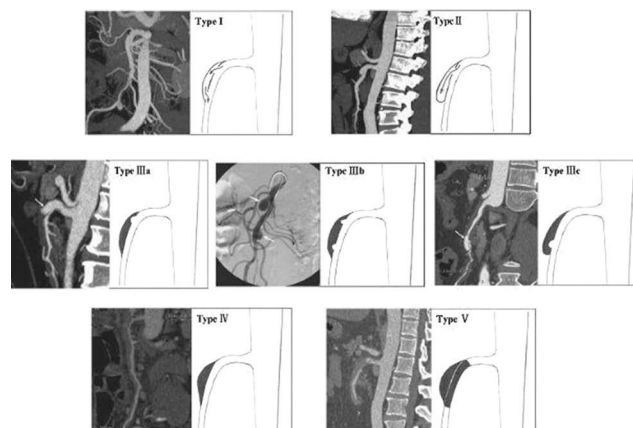 Type I
Type II
Type IIIa
Type IIIb
Type IIIc
Type IV
Type V